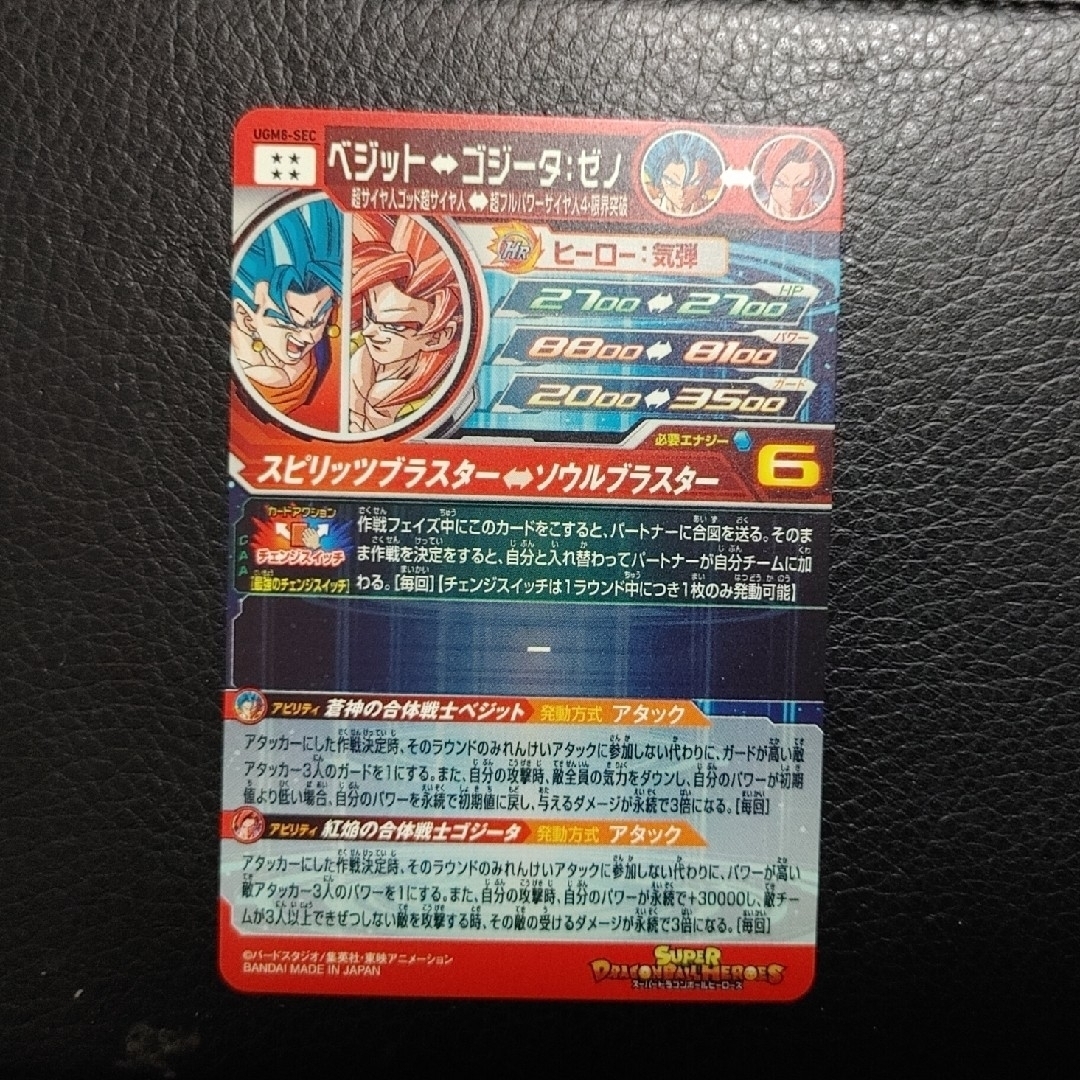 UGM8-SEC
★★
★★
ベジット⬌ゴジータ:ゼノ
超サイヤ人ゴッド超サイヤ人⬌超フルパワーサイヤ人4・限界突破
HR
ヒーロー:気弾
HP
2700⬌2700
パワー
8800⬌8100
ガード
2000⬌3500
必要エナジー
6
スピリッツブラスター⬌ソウルブラスター
CAA
カードアクション
チェンジスイッチ
[最強のチェンジスイッチ]
作戦フェイズ中にこのカードをこすると、パートナーに合図を送る。そのま
ま作戦を決定をすると、自分と入れ替わってパートナーが自分チームに加
わる。[毎回]【チェンジスイッチは1ラウンド中につき1枚のみ発動可能】
ー
アビリティ 蒼神の合体戦士ベジット 発動方式 アタック
アタッカーにした作戦決定時、そのラウンドのみれんけいアタックに参加しない代わりに、ガードが高い敵
アタッカー3人のガードを1にする。また、自分の攻撃時、敵全員の気力をダウンし、自分のパワーが初期
値より低い場合、自分のパワーを永続で初期値に戻し、与えるダメージが永続で3倍になる。[毎回]
アビリティ 紅焔の合体戦士ゴジータ 発動方式 アタック
アタッカーにした作戦決定時、そのラウンドのみれんけいアタックに参加しない代わりに、パワーが高い
敵アタッカー3人のパワーを1にする。また、自分の攻撃時、自分のパワーが永続で+30000し、敵チー
ムが3人以上できぜつしない敵を攻撃する時、その敵の受けるダメージが永続で3倍になる。[毎回]
©バードスタジオ/集英社・東映アニメーション
BANDAI MADE IN JAPAN
SUPER
DRAGONBALL HEROES
スーパードラゴンボールヒーローズ